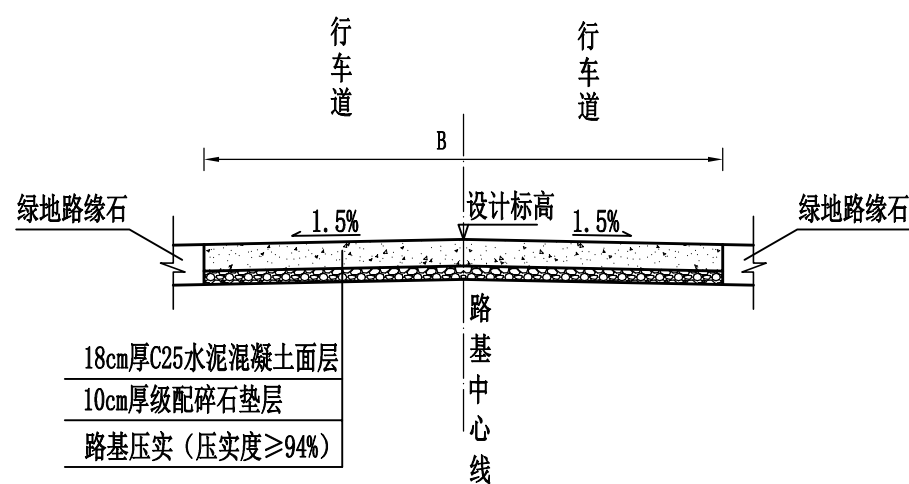 行车道
行车道
B
绿地路缘石
1.5%
设计标高
1.5%
绿地路缘石
18cm厚C25水泥混凝土面层
10cm厚级配碎石垫层
路基压实（压实度≥94%）
路基中心线